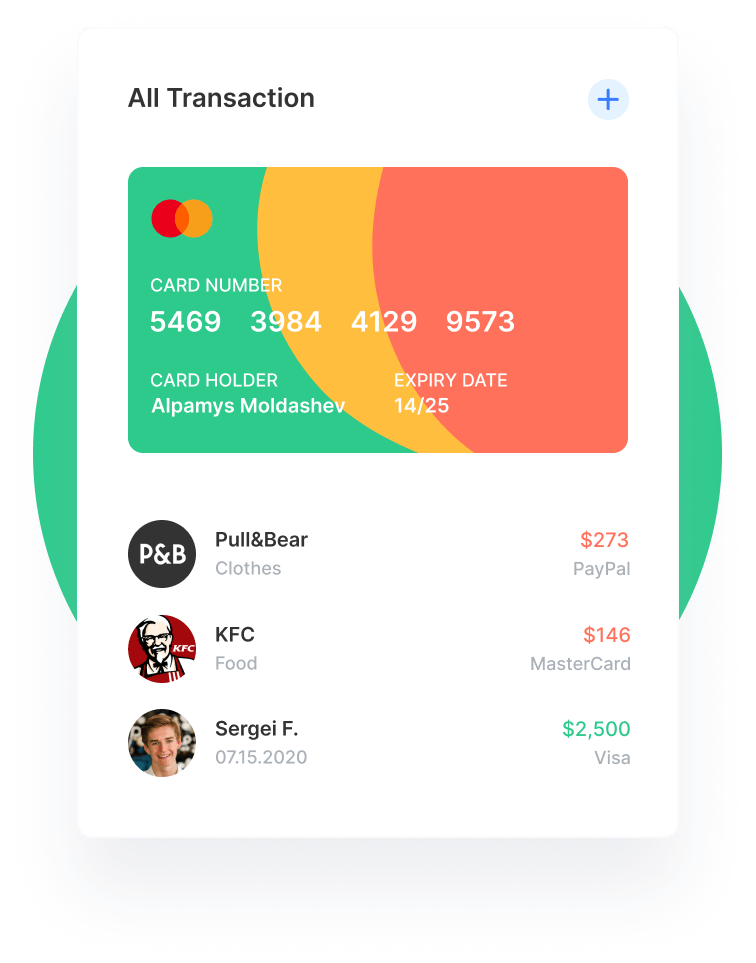 All Transaction
CARD NUMBER
5469 3984 4129 9573
CARD HOLDER EXPIRY DATE
Alpamys Moldashev 14/25
P&B Pull&Bear $273
Clothes PayPal
KFC KFC $146
Food MasterCard
Sergei F. $2,500
07.15.2020 Visa